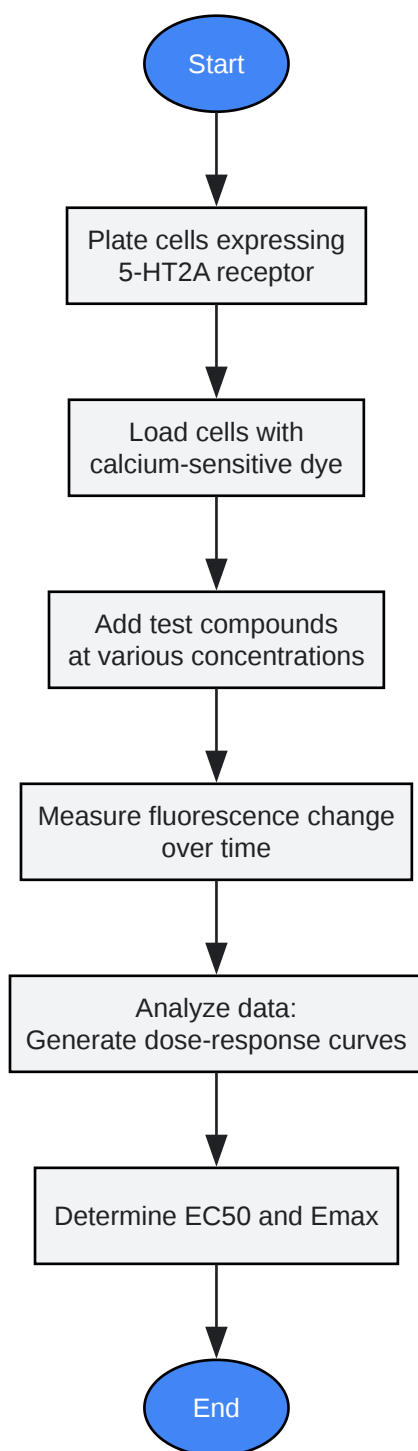 Start
Plate cells expressing
5-HT2A receptor
Load cells with
calcium-sensitive dye
Add test compounds
at various concentrations
Measure fluorescence change
over time
Analyze data:
Generate dose-response curves
Determine EC50 and Emax
End